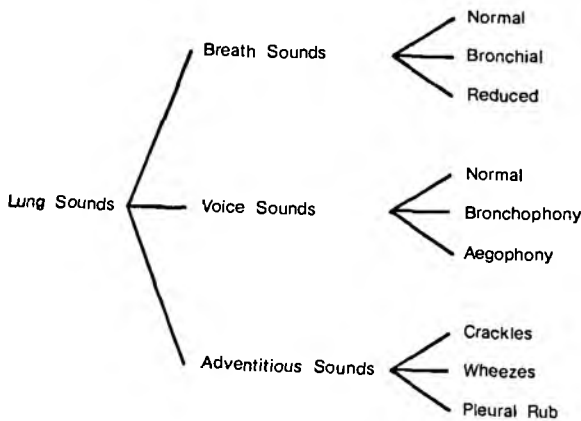 Normal
Breath Sounds
Bronchial
Reduced
Normal
Lung Sounds
Voice Sounds
Bronchophony
Aegophony
Crackles
Adventitious Sounds
Wheezes
Pleural Rub